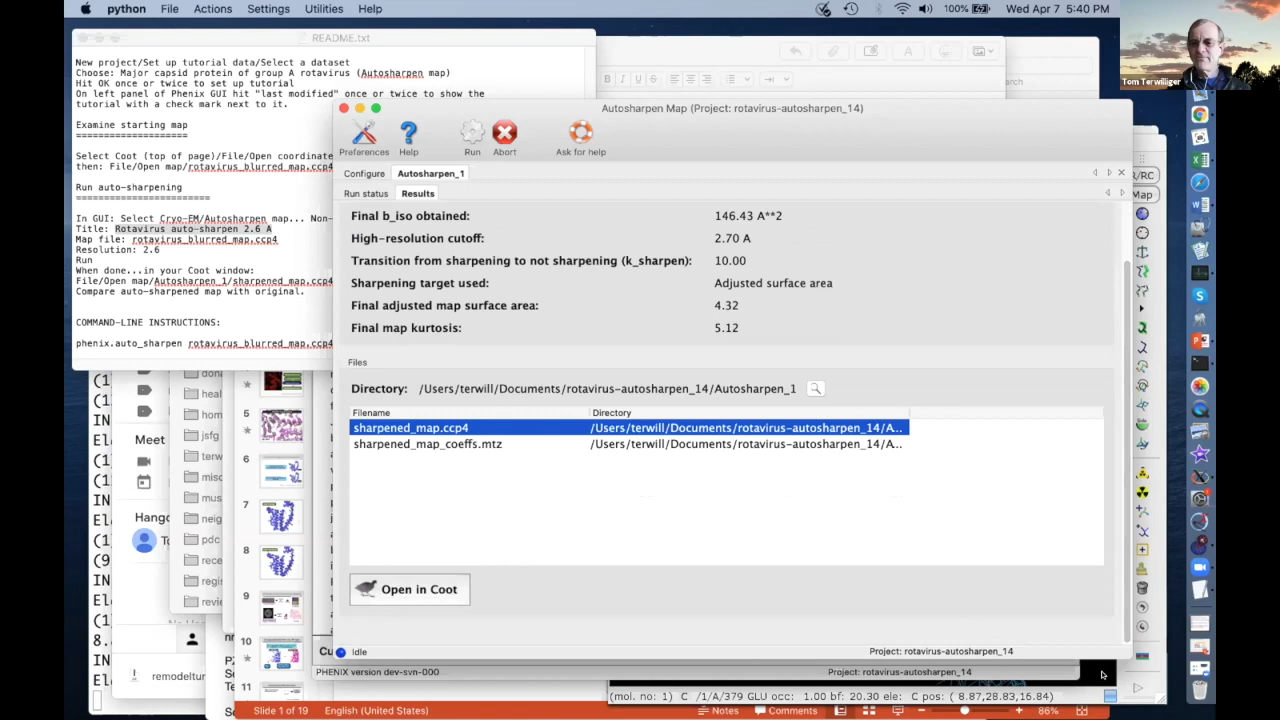 python File Actions Settings Utilities Help
100% Wed Apr 7 5:40 PM
README.txt
New project/Set up tutorial data/Select a dataset
Choose: Major capsid protein of group A rotavirus (Autosharpen map)
Hit OK once or twice to set up tutorial
On left panel of Phenix GUI hit "last modified" once or twice to show the
tutorial with a check mark next to it.
Examine starting map
====================
Select Coot (top of page)/File/Open coordinate
then: File/Open map/rotavirus_blurred_map.ccp4
Run auto-sharpening
=======================
In GUI: Select Cryo-EM/Autosharpen map... Non-
Title: Rotavirus auto-sharpen 2.6 A
Map file: rotavirus_blurred_map.ccp4
Resolution: 2.6
Run
When done...in your Coot window:
File/Open map/Autosharpen_1/sharpened_map.ccp4
Compare auto-sharpened map with original.
COMMAND-LINE INSTRUCTIONS:
phenix.auto_sharpen rotavirus_blurred_map.ccp4
Tom Terwilliger
Autosharpen Map (Project: rotavirus-autosharpen_14)
Preferences Help Run Abort Ask for help
Configure Autosharpen_1
Run status Results
Final b_iso obtained: 146.43 A**2
High-resolution cutoff: 2.70 A
Transition from sharpening to not sharpening (k_sharpen): 10.00
Sharpening target used: Adjusted surface area
Final adjusted map surface area: 4.32
Final map kurtosis: 5.12
Files
Directory: /Users/terwill/Documents/rotavirus-autosharpen_14/Autosharpen_1
Filename Directory
sharpened_map.ccp4 /Users/terwill/Documents/rotavirus-autosharpen_14/A...
sharpened_map_coeffs.mtz /Users/terwill/Documents/rotavirus-autosharpen_14/A...
Open in Coot
Idle Project: rotavirus-autosharpen_14
PHENIX version dev-svn-000 Project: rotavirus-autosharpen_14
B I U S
R/RC
Map
Meet
Hango
remodeltur
5
6
7
8
9
10
11
(mol. no: 1) C /1/A/379 GLU occ: 1.00 bf: 20.30 ele: C pos: ( 8.87,28.83,16.84)
Slide 1 of 19 English (United States) Notes Comments 86%